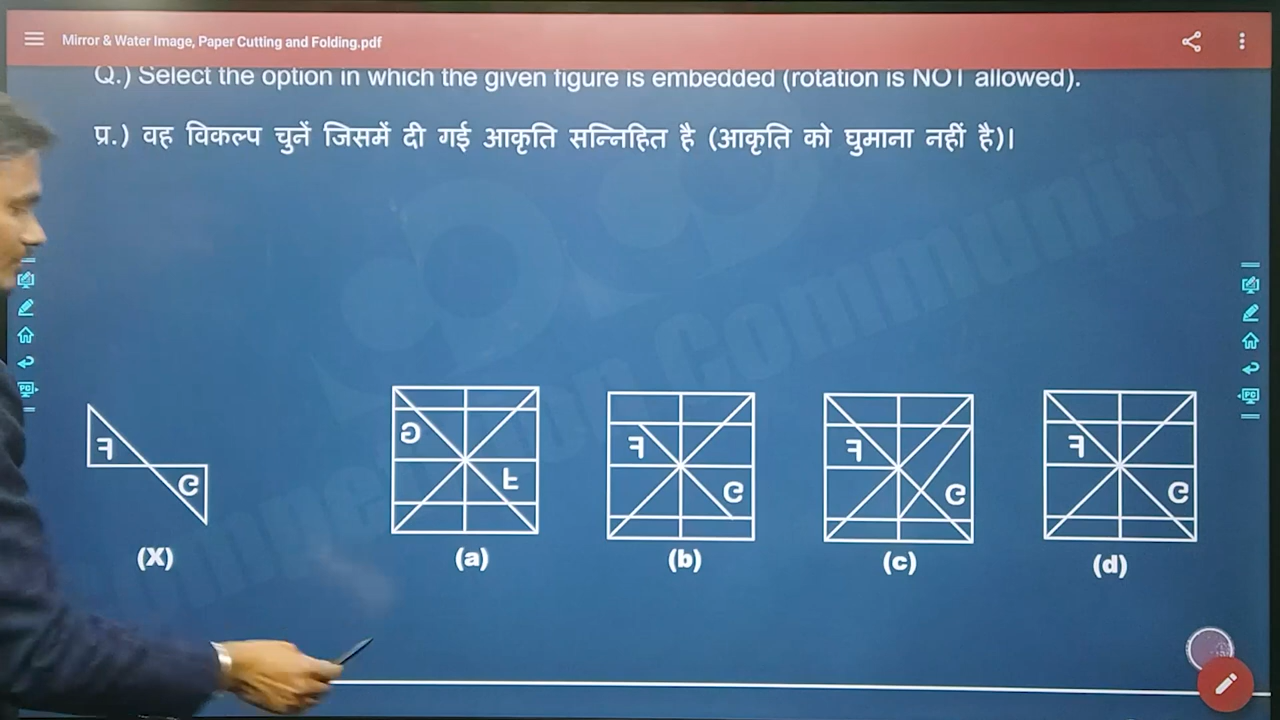 Mirror & Water Image, Paper Cutting and Folding.pdf
Q.) Select the option in which the given figure is embedded (rotation is NOT allowed).
प्र.) वह विकल्प चुनें जिसमें दी गई आकृति सन्निहित है (आकृति को घुमाना नहीं है)।
(X) (a) (b) (c) (d)